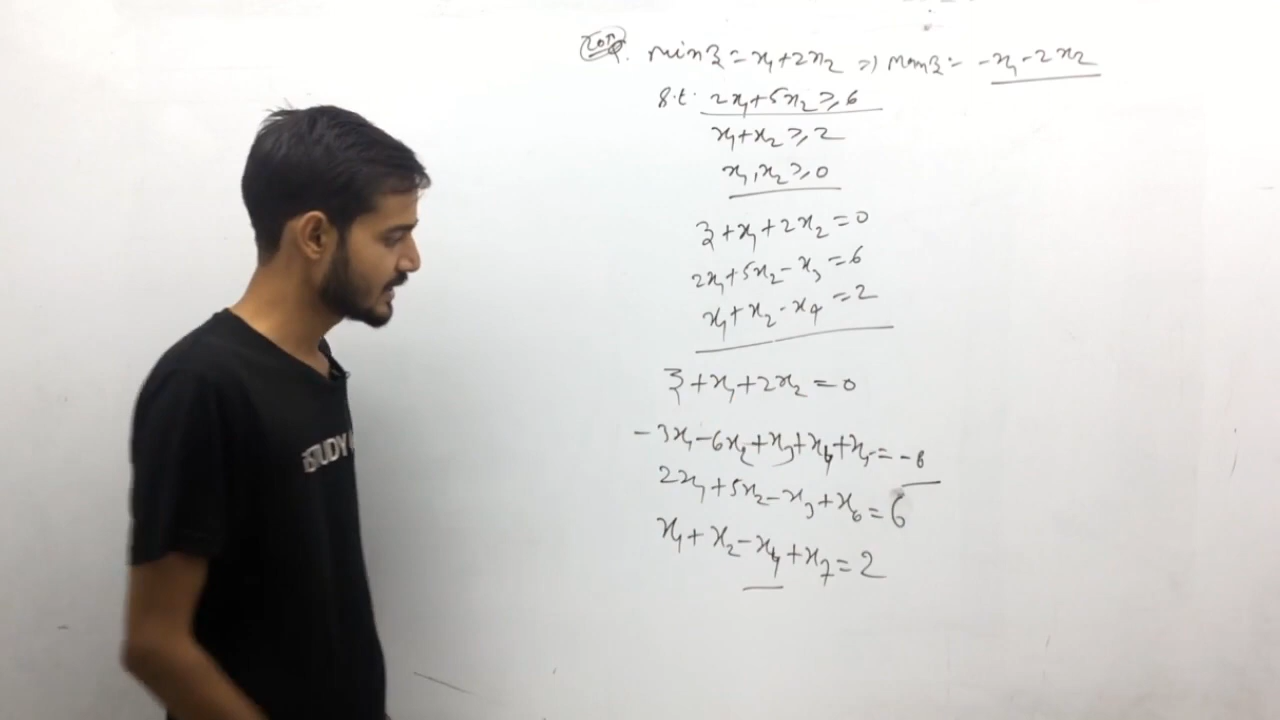 Soln. Min Z = x₁ + 2x₂ ⇒ Max Z = -x₁ - 2x₂
S.t. 2x₁ + 5x₂ ≥ 6
x₁ + x₂ ≥ 2
x₁, x₂ ≥ 0
Z + x₁ + 2x₂ = 0
2x₁ + 5x₂ - x₃ = 6
x₁ + x₂ - x₄ = 2
Z + x₁ + 2x₂ = 0
-3x₁ - 6x₂ + x₃ + x₄ + x₅ = -8
2x₁ + 5x₂ - x₃ + x₆ = 6
x₁ + x₂ - x₄ + x₇ = 2
iSTUDY